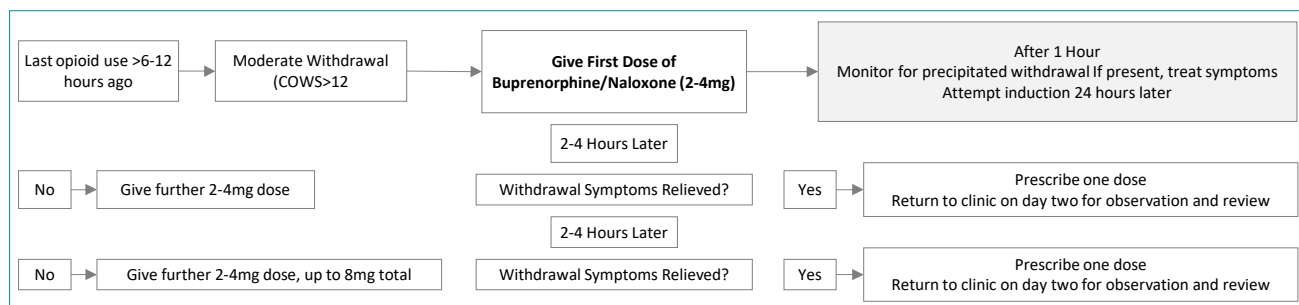 Last opioid use >6-12
hours ago
Moderate Withdrawal
(COWS>12
Give First Dose of
Buprenorphine/Naloxone (2-4mg)
After 1 Hour
Monitor for precipitated withdrawal If present, treat symptoms
Attempt induction 24 hours later
2-4 Hours Later
No
Give further 2-4mg dose
Withdrawal Symptoms Relieved?
Yes
Prescribe one dose
Return to clinic on day two for observation and review
2-4 Hours Later
No
Give further 2-4mg dose, up to 8mg total
Withdrawal Symptoms Relieved?
Yes
Prescribe one dose
Return to clinic on day two for observation and review